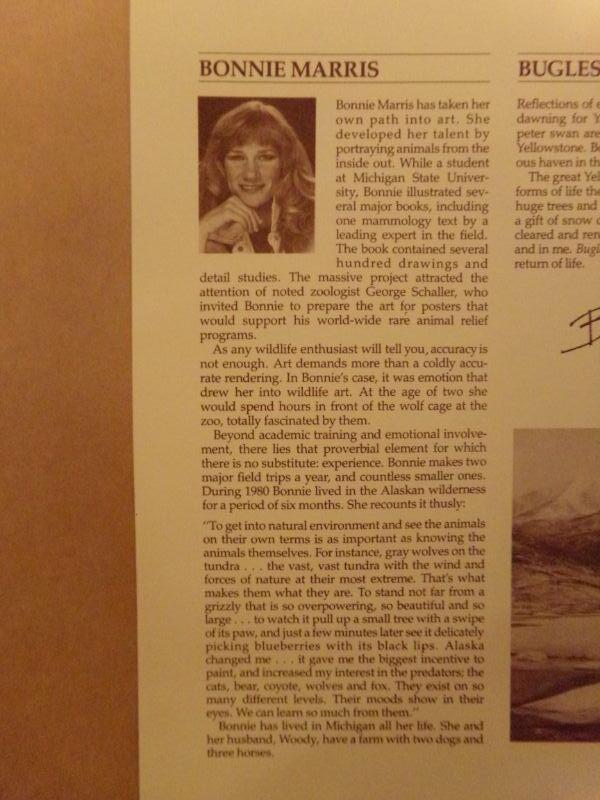 BONNIE MARRIS
Bonnie Marris has taken her
own path into art. She
developed her talent by
portraying animals from the
inside out. While a student
at Michigan State Univer-
sity, Bonnie illustrated sev-
eral major books, including
one mammology text by a
leading expert in the field.
The book contained several
hundred drawings and
detail studies. The massive project attracted the
attention of noted zoologist George Schaller, who
invited Bonnie to prepare the art for posters that
would support his world-wide rare animal relief
programs.
As any wildlife enthusiast will tell you, accuracy is
not enough. Art demands more than a coldly accu-
rate rendering. In Bonnie's case, it was emotion that
drew her into wildlife art. At the age of two she
would spend hours in front of the wolf cage at the
zoo, totally fascinated by them.
Beyond academic training and emotional involve-
ment, there lies that proverbial element for which
there is no substitute: experience. Bonnie makes two
major field trips a year, and countless smaller ones.
During 1980 Bonnie lived in the Alaskan wilderness
for a period of six months. She recounts it thusly:
"To get into natural environment and see the animals
on their own terms is as important as knowing the
animals themselves. For instance, gray wolves on the
tundra . . . the vast, vast tundra with the wind and
forces of nature at their most extreme. That's what
makes them what they are. To stand not far from a
grizzly that is so overpowering, so beautiful and so
large . . . to watch it pull up a small tree with a swipe
of its paw, and just a few minutes later see it delicately
picking blueberries with its black lips. Alaska
changed me . . . it gave me the biggest incentive to
paint, and increased my interest in the predators; the
cats, bear, coyote, wolves and fox. They exist on so
many different levels. Their moods show in their
eyes. We can learn so much from them."
Bonnie has lived in Michigan all her life. She and
her husband, Woody, have a farm with two dogs and
three horses.
BUGLES
Reflections of
dawning for
peter swan are
Yellowstone.
ous haven in
The great
forms of life
huge trees and
a gift of snow
cleared and
and in me.
return of life.